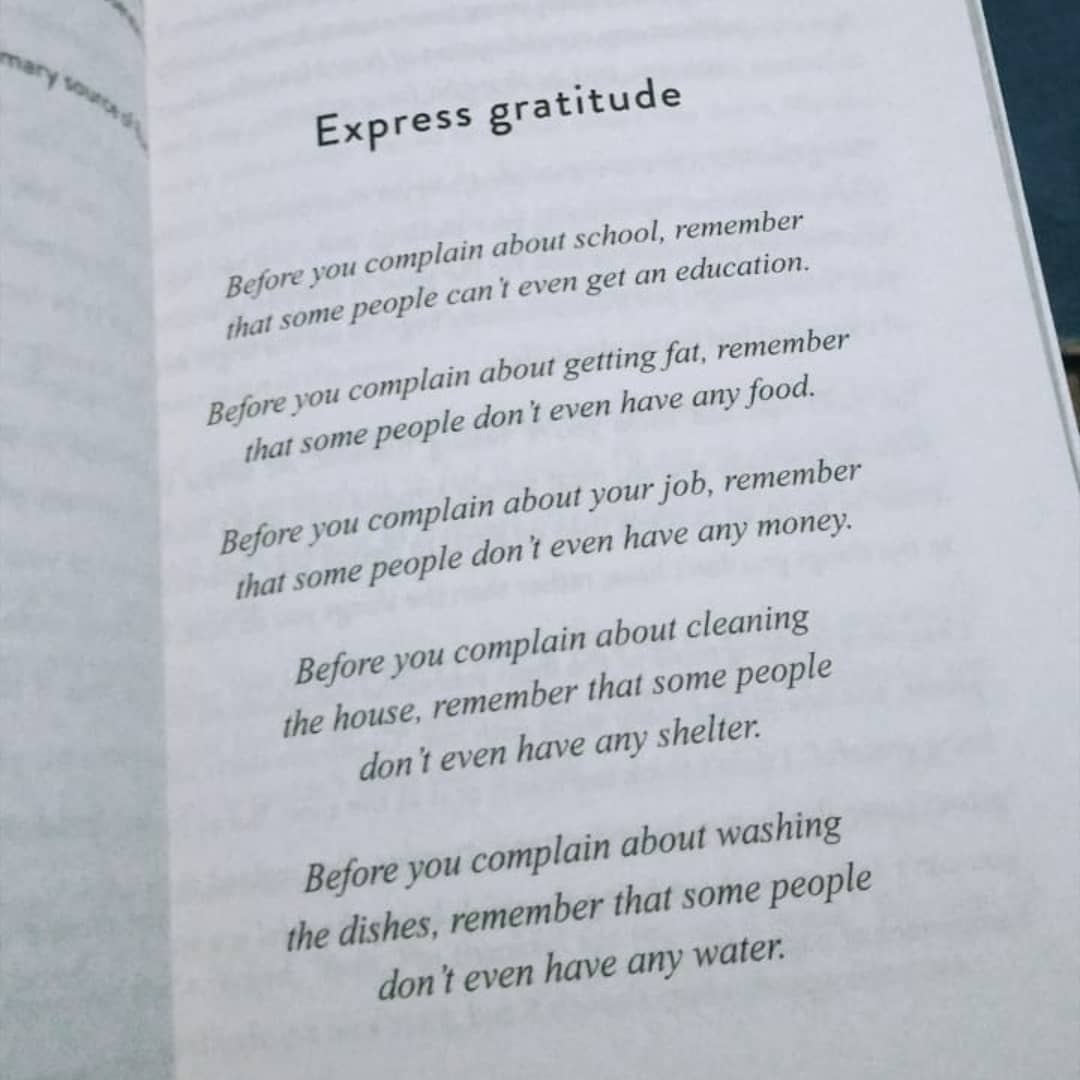 mary source
Express gratitude
Before you complain about school, remember
that some people can't even get an education.
Before you complain about getting fat, remember
that some people don't even have any food.
Before you complain about your job, remember
that some people don't even have any money.
Before you complain about cleaning
the house, remember that some people
don't even have any shelter.
Before you complain about washing
the dishes, remember that some people
don't even have any water.